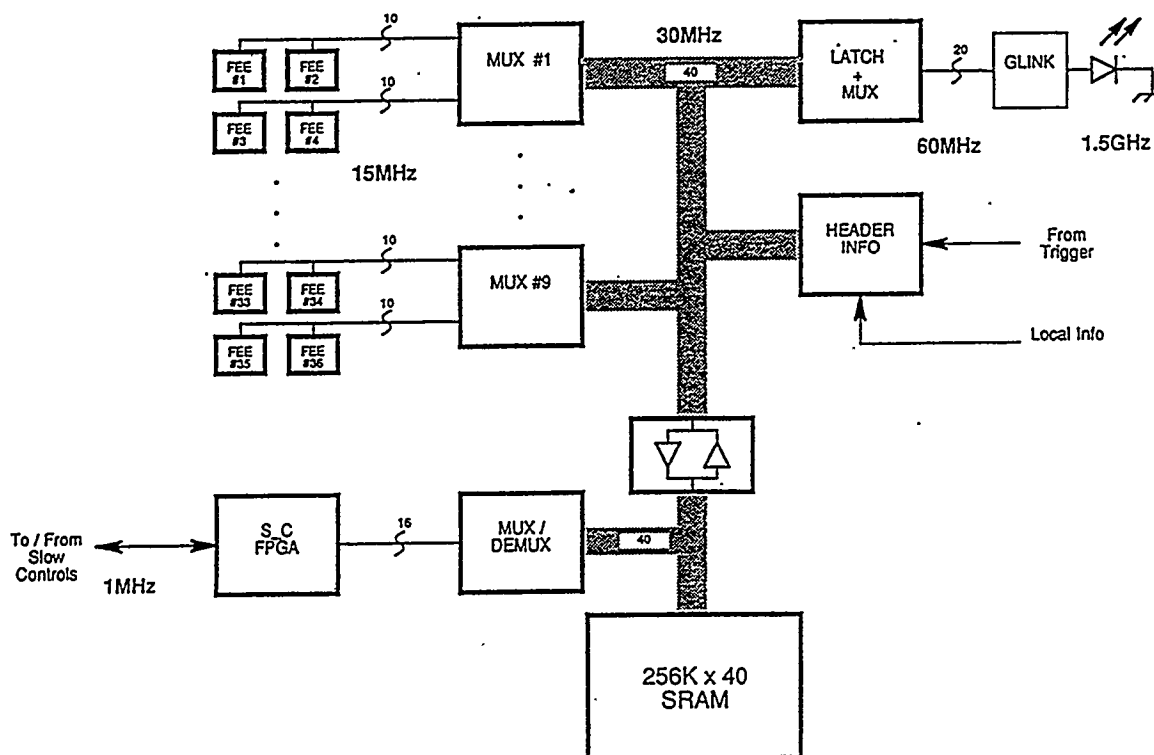 10
FEE
#1
FEE
#2
10
FEE
#3
FEE
#4
15MHz
MUX #1
30MHz
40
LATCH
+
MUX
20
GLINK
60MHz
1.5GHz
HEADER
INFO
From
Trigger
Local Info
10
FEE
#33
FEE
#34
10
FEE
#35
FEE
#36
MUX #9
To / From
Slow
Controls
1MHz
S_C
FPGA
16
MUX /
DEMUX
40
256K x 40
SRAM